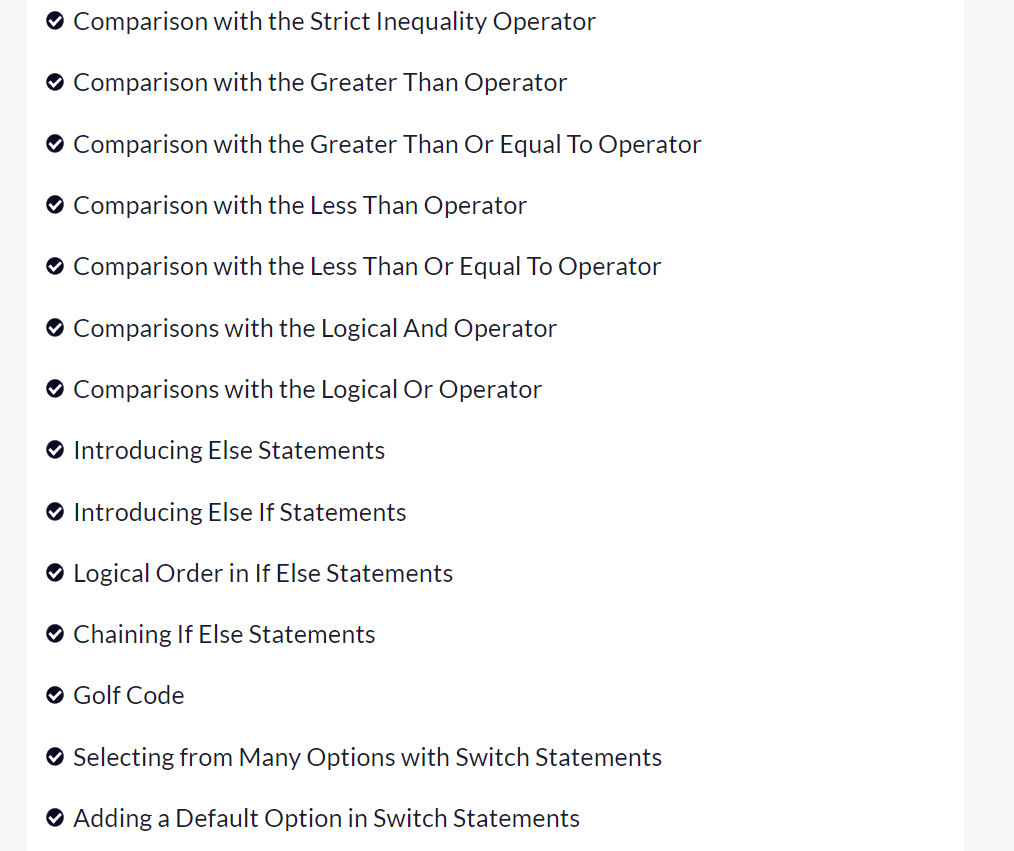 Comparison with the Strict Inequality Operator
Comparison with the Greater Than Operator
Comparison with the Greater Than Or Equal To Operator
Comparison with the Less Than Operator
Comparison with the Less Than Or Equal To Operator
Comparisons with the Logical And Operator
Comparisons with the Logical Or Operator
Introducing Else Statements
Introducing Else If Statements
Logical Order in If Else Statements
Chaining If Else Statements
Golf Code
Selecting from Many Options with Switch Statements
Adding a Default Option in Switch Statements